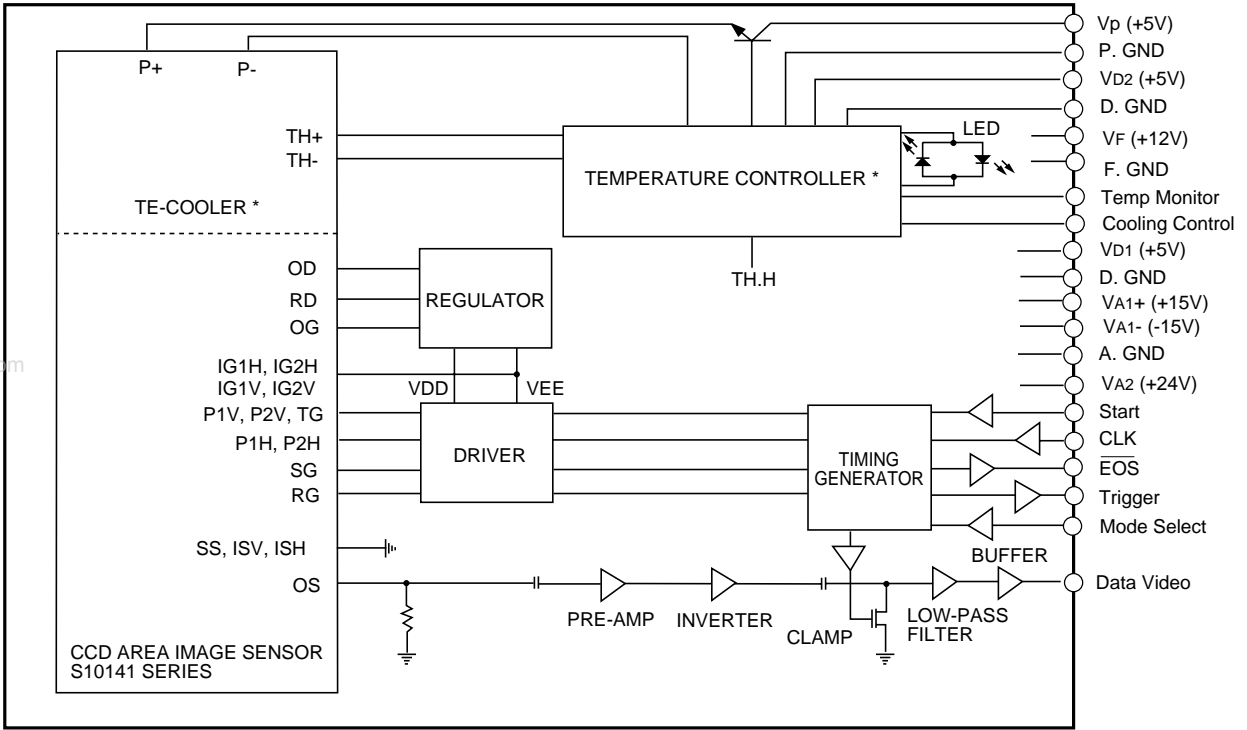 P+
P-
TH+
TH-
TE-COOLER *
OD
RD
OG
IG1H, IG2H
IG1V, IG2V
P1V, P2V, TG
P1H, P2H
SG
RG
SS, ISV, ISH
OS
CCD AREA IMAGE SENSOR
S10141 SERIES
TEMPERATURE CONTROLLER *
LED
TH.H
REGULATOR
VDD
VEE
DRIVER
TIMING
GENERATOR
BUFFER
PRE-AMP
INVERTER
CLAMP
LOW-PASS
FILTER
Vp (+5V)
P. GND
VD2 (+5V)
D. GND
VF (+12V)
F. GND
Temp Monitor
Cooling Control
VD1 (+5V)
D. GND
VA1+ (+15V)
VA1- (-15V)
A. GND
VA2 (+24V)
Start
CLK
EOS
Trigger
Mode Select
Data Video